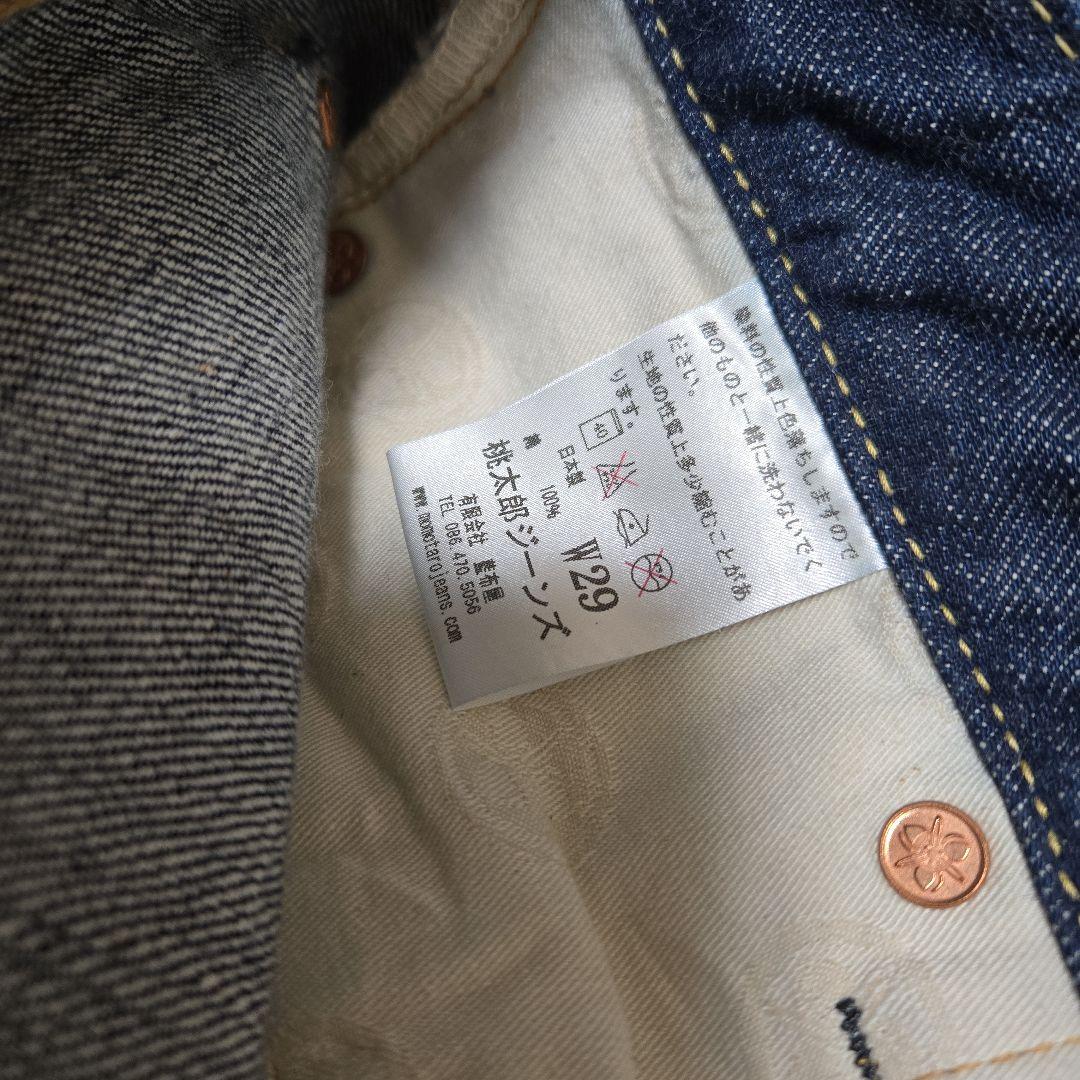 染料の性質上色落ちしますので
他のものと一緒に洗わないでく
ださい。
生地の性質上多少縮むことがあ
ります。
40
日本製
綿 100% W29
桃太郎ジーンズ
有限会社 藍布屋
TEL 086.470.5056
www.momotarojeans.com